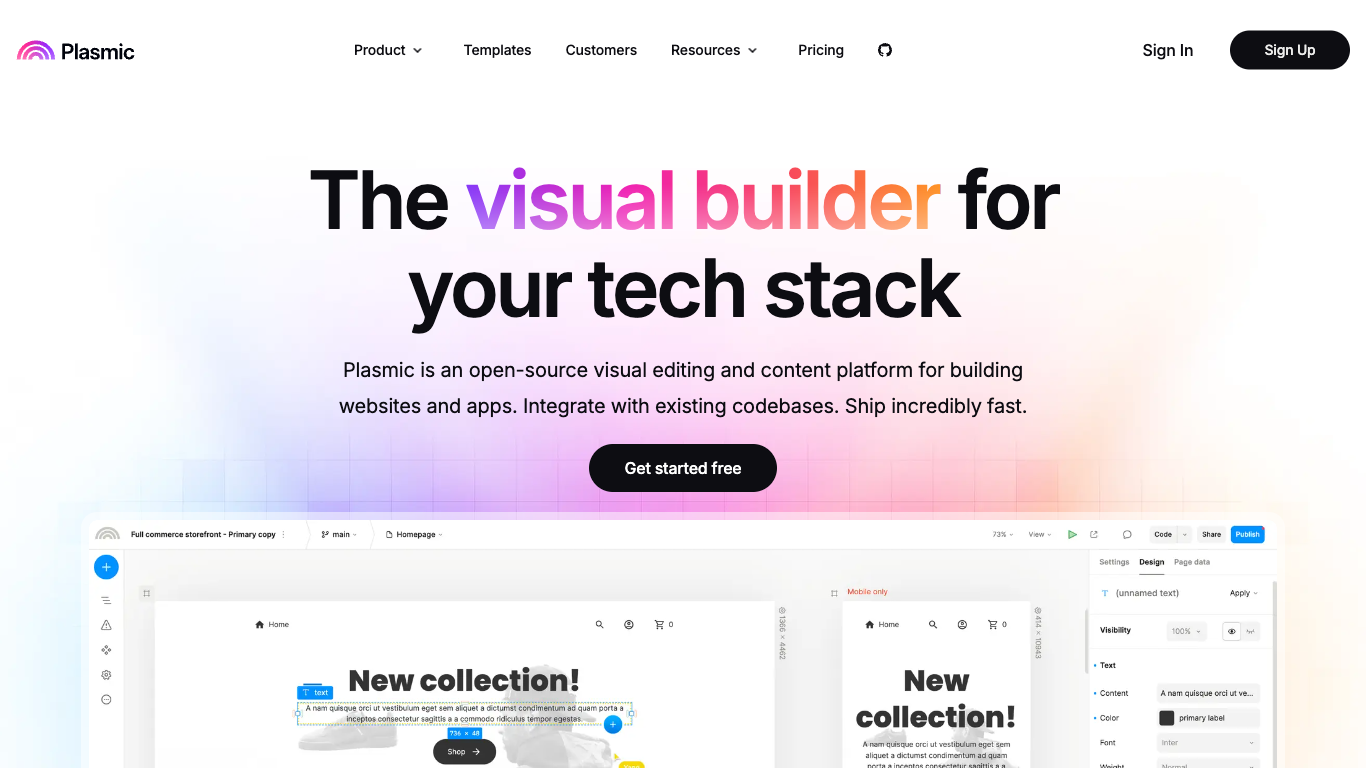 Plasmic
Product
Templates
Customers
Resources
Pricing
Sign In
Sign Up
The visual builder for
your tech stack
Plasmic is an open-source visual editing and content platform for building
websites and apps. Integrate with existing codebases. Ship incredibly fast.
Get started free
Full commerce storefront - Primary copy
main
Homepage
73%
View
Code
Share
Publish
Settings
Design
Page data
(unnamed text)
Apply
Visibility
100%
Text
Content
A nam quisque orci ut ve...
Color
primary label
Font
Inter
Weight
Normal
Home
0
1366 × 4462
New collection!
text
A nam quisque orci ut vestibulum eget sem aliquet a dictumst condimentum ad quam porta a
inceptos consectetur sagittis a a commodo ridiculus tempor egestas.
736 × 48
Shop
Mobile only
Home
0
414 × 10943
New
collection!
A nam quisque orci ut vestibulum eget sem
aliquet a dictumst condimentum ad quam
porta a inceptos consectetur sagittis a a